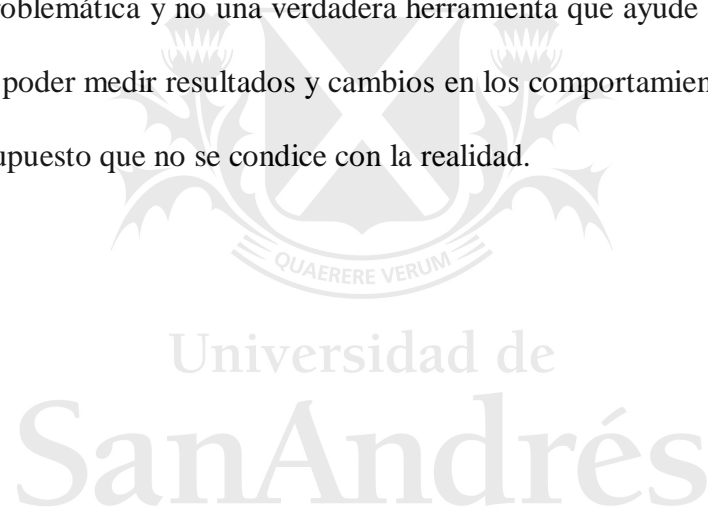 roblemática y no una verdadera herramienta que ayude
poder medir resultados y cambios en los comportamien
upuesto que no se condice con la realidad.
QUAERERE VERUM
Universidad de
SanAndrés